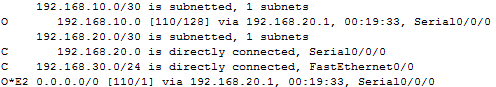 192.168.10.0/30 is subnetted, 1 subnets
O 192.168.10.0 [110/128] via 192.168.20.1, 00:19:33, Serial0/0/0
192.168.20.0/30 is subnetted, 1 subnets
C 192.168.20.0 is directly connected, Serial0/0/0
C 192.168.30.0/24 is directly connected, FastEthernet0/0
O*E2 0.0.0.0/0 [110/1] via 192.168.20.1, 00:19:33, Serial0/0/0